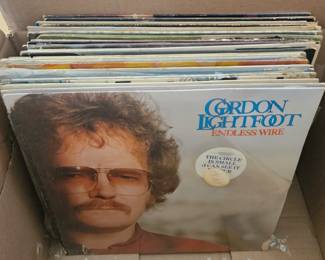 GORDON
LIGHTFOOT
ENDLESS WIRE
THE CIRCLE
IS SMALL